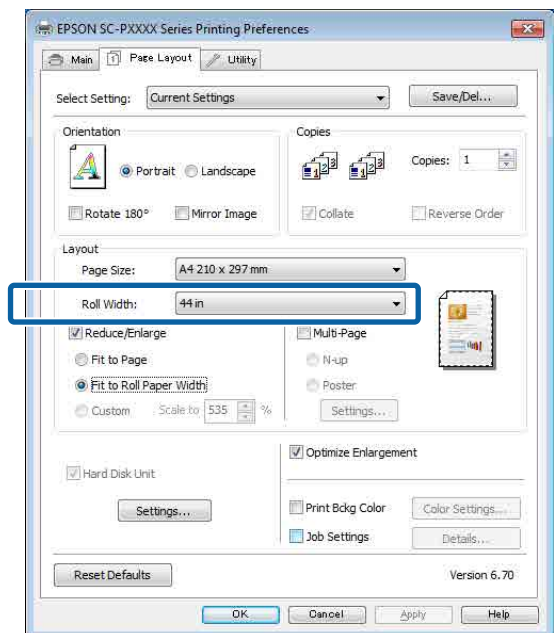 EPSON SC-PXXXX Series Printing Preferences
Main Page Layout Utility
Select Setting: Current Settings Save/Del...
Orientation Copies
Portrait Landscape Copies: 1
Rotate 180° Mirror Image Collate Reverse Order
Layout
Page Size: A4 210 x 297 mm
Roll Width: 44 in
Reduce/Enlarge Multi-Page
Fit to Page N-up
Fit to Roll Paper Width Poster
Custom Scale to 535 % Settings...
Optimize Enlargement
Hard Disk Unit
Settings... Print Bckg Color Color Settings...
Job Settings Details...
Reset Defaults Version 6.70
OK Cancel Apply Help